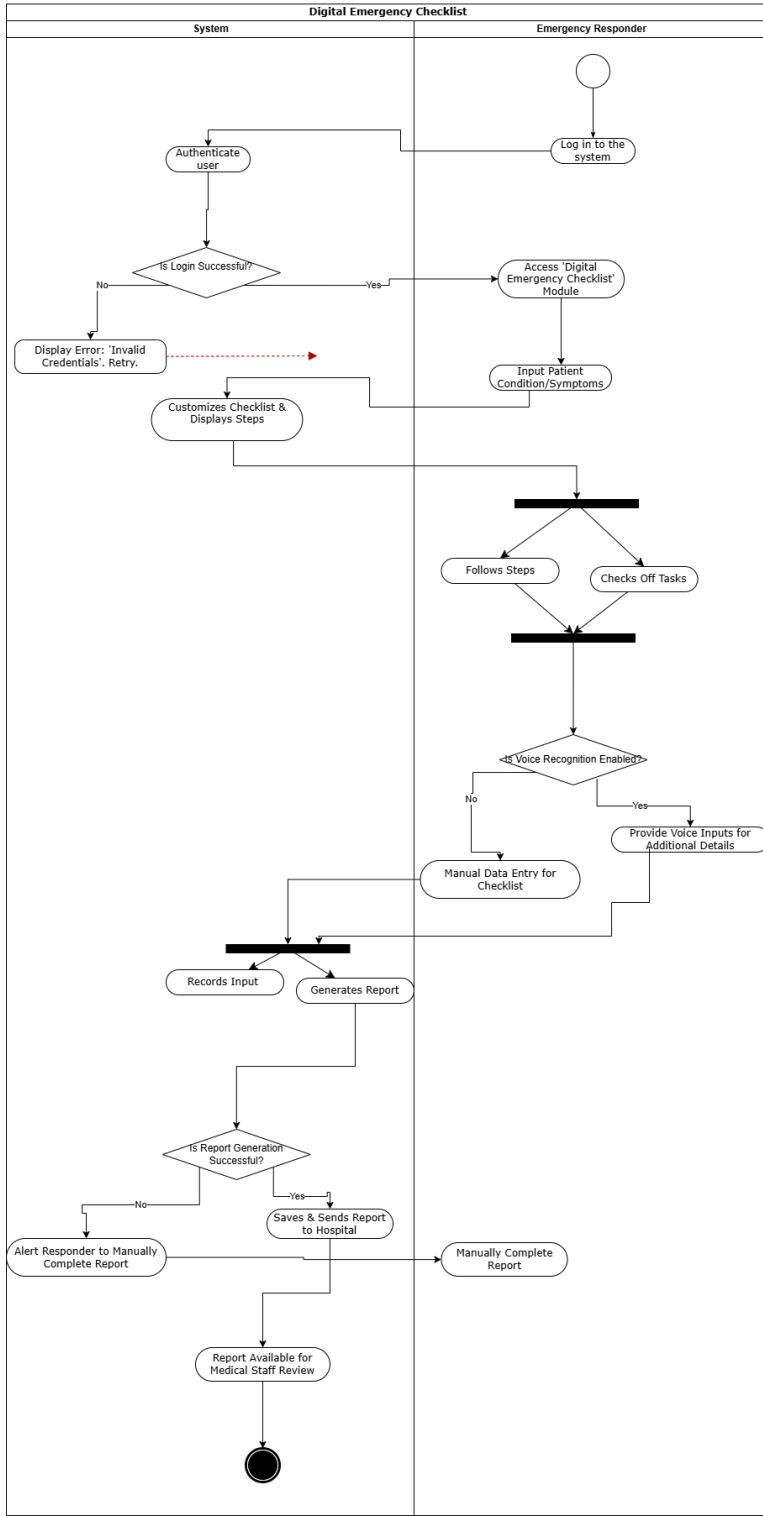 Digital Emergency Checklist
System
Emergency Responder
Log in to the
system
Authenticate
user
Is Login Successful?
No
Yes
Access 'Digital
Emergency Checklist'
Module
Display Error: 'Invalid
Credentials'. Retry.
Input Patient
Condition/Symptoms
Customizes Checklist &
Displays Steps
Follows Steps
Checks Off Tasks
Is Voice Recognition Enabled?
No
Yes
Provide Voice Inputs for
Additional Details
Manual Data Entry for
Checklist
Records Input
Generates Report
Is Report Generation
Successful?
No
Yes
Saves & Sends Report
to Hospital
Alert Responder to Manually
Complete Report
Manually Complete
Report
Report Available for
Medical Staff Review